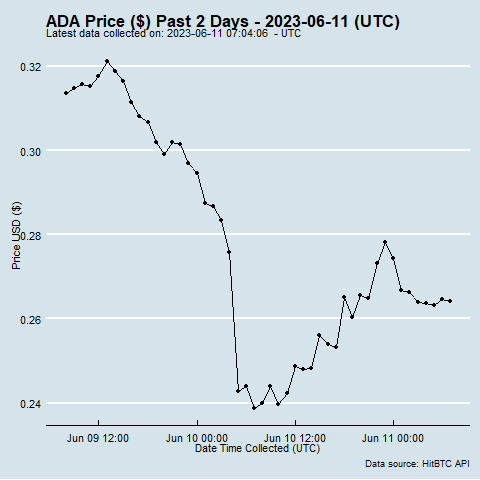 ADA Price ($) Past 2 Days - 2023-06-11 (UTC)
Latest data collected on: 2023-06-11 07:04:06 - UTC
0.32
0.30
0.28
0.26
0.24
Price USD ($)
Jun 09 12:00 Jun 10 00:00 Jun 10 12:00 Jun 11 00:00
Date Time Collected (UTC)
Data source: HitBTC API